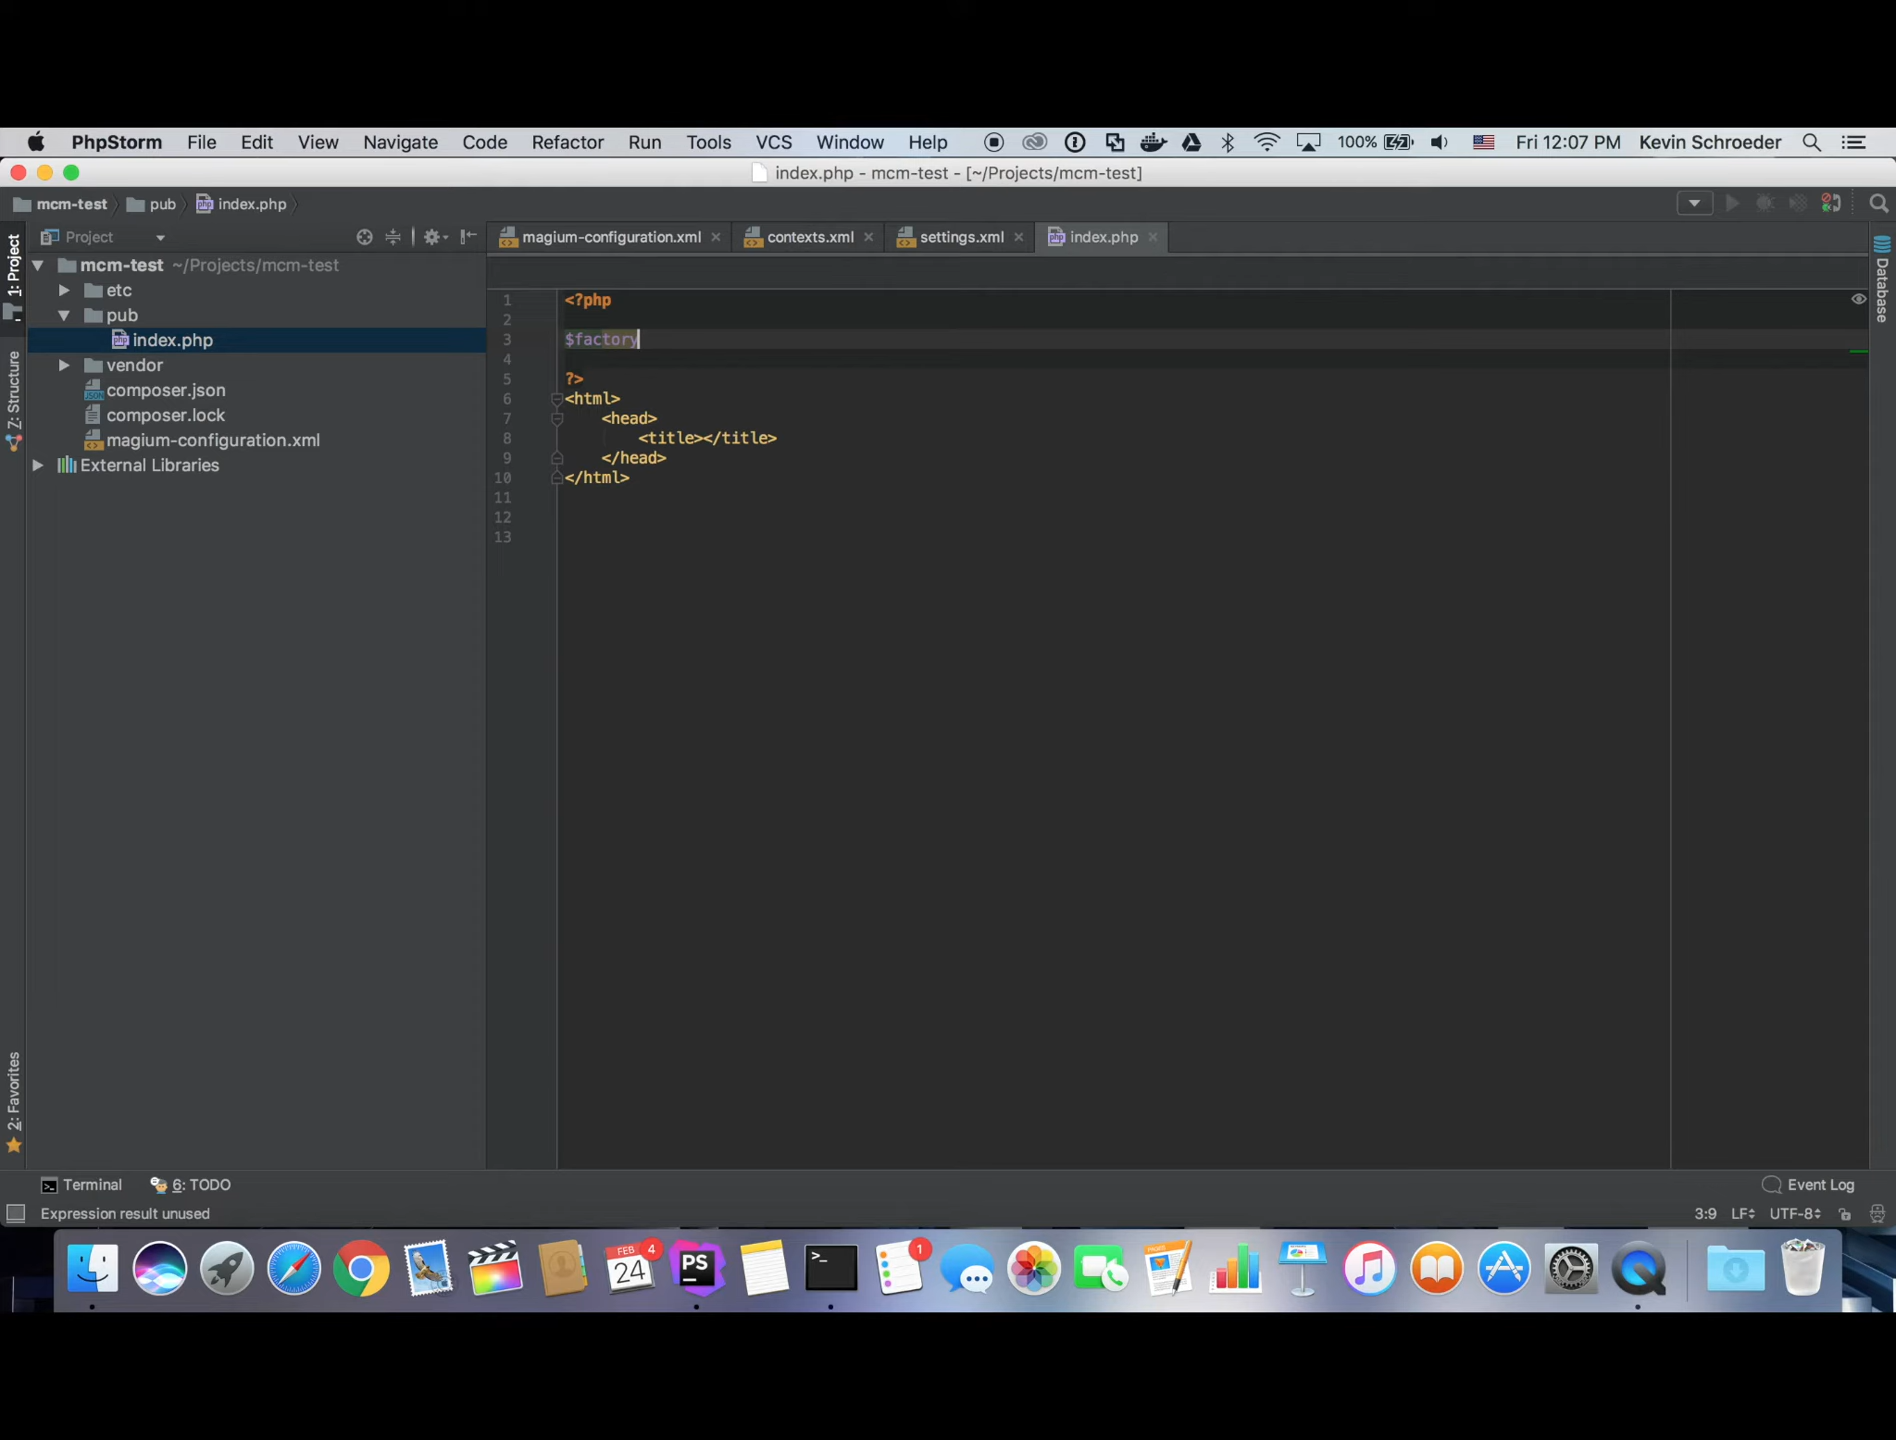 PhpStorm File Edit View Navigate Code Refactor Run Tools VCS Window Help 100% Fri 12:07 PM Kevin Schroeder
index.php - mcm-test - [~/Projects/mcm-test]
mcm-test pub index.php
Project
magium-configuration.xml contexts.xml settings.xml index.php
1: Project
Z: Structure
2: Favorites
Database
mcm-test ~/Projects/mcm-test
etc
pub
index.php
vendor
composer.json
composer.lock
magium-configuration.xml
External Libraries
1 <?php
2
3 $factory
4
5 ?>
6 <html>
7 <head>
8 <title></title>
9 </head>
10 </html>
11
12
13
Terminal 6: TODO Event Log
Expression result unused 3:9 LF UTF-8
FEB 4
24
PS
>_
1